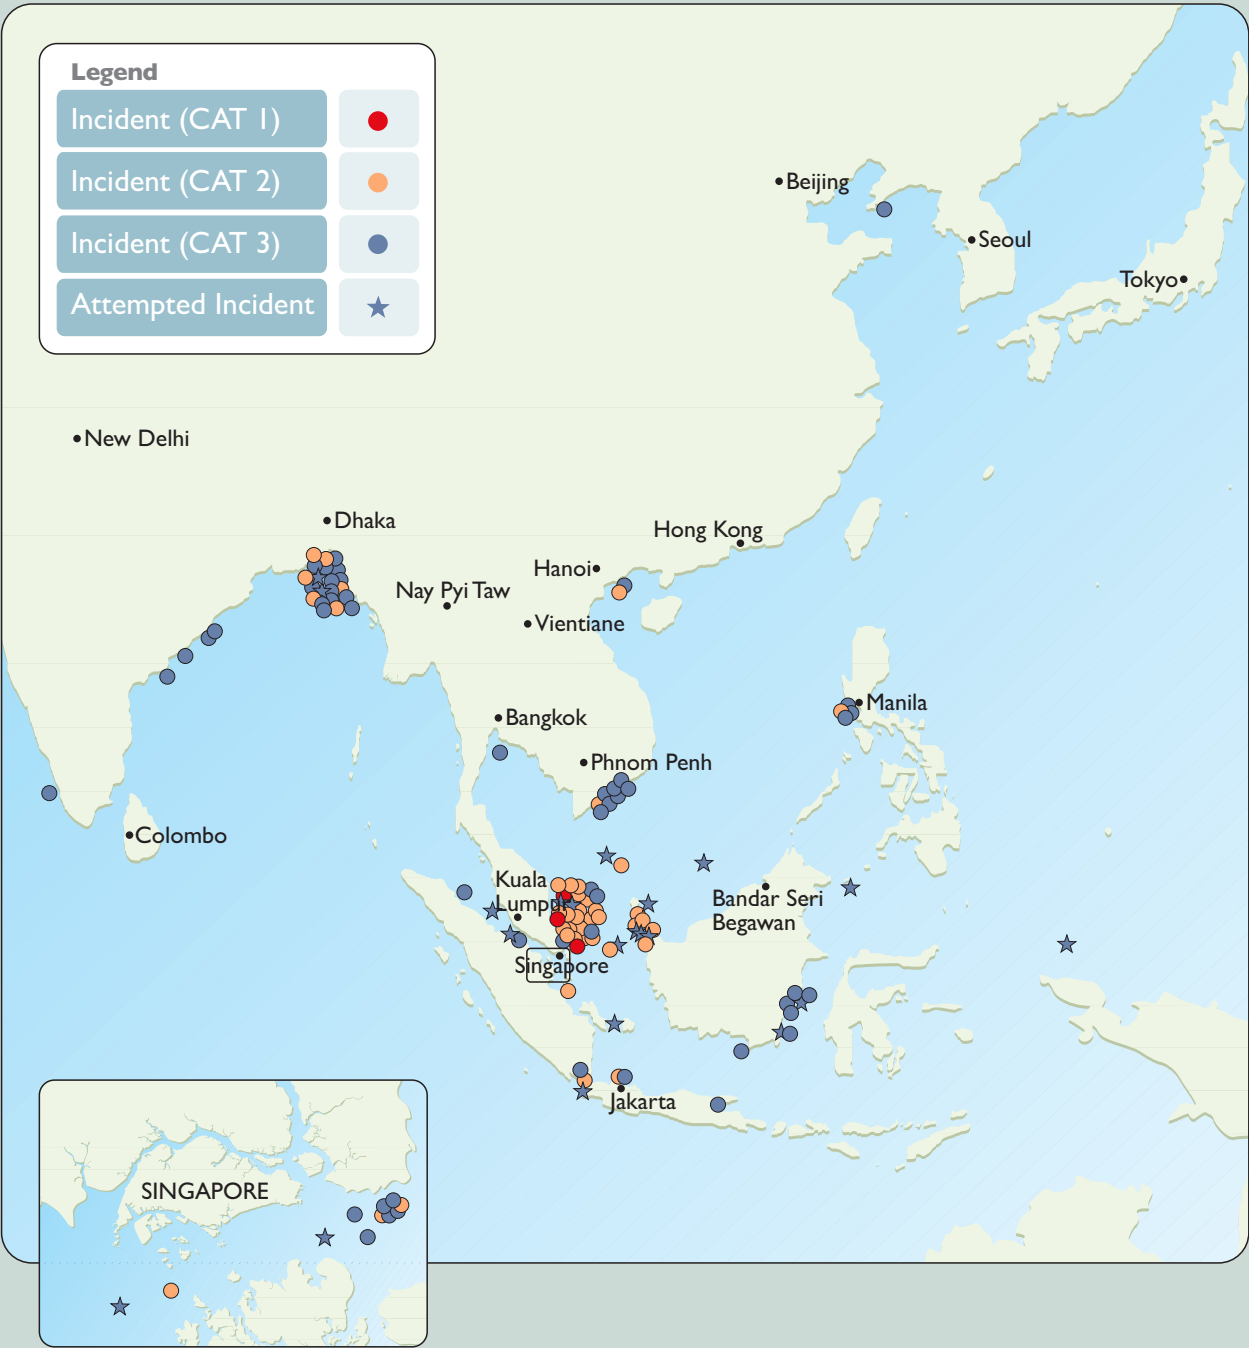 Legend
Incident (CAT 1)
Incident (CAT 2)
Incident (CAT 3)
Attempted Incident
Beijing
Seoul
Tokyo
New Delhi
Dhaka
Hong Kong
Hanoi
Nay Pyi Taw
Vientiane
Manila
Bangkok
Phnom Penh
Colombo
Kuala
Lumpur
Bandar Seri
Begawan
Singapore
Jakarta
SINGAPORE